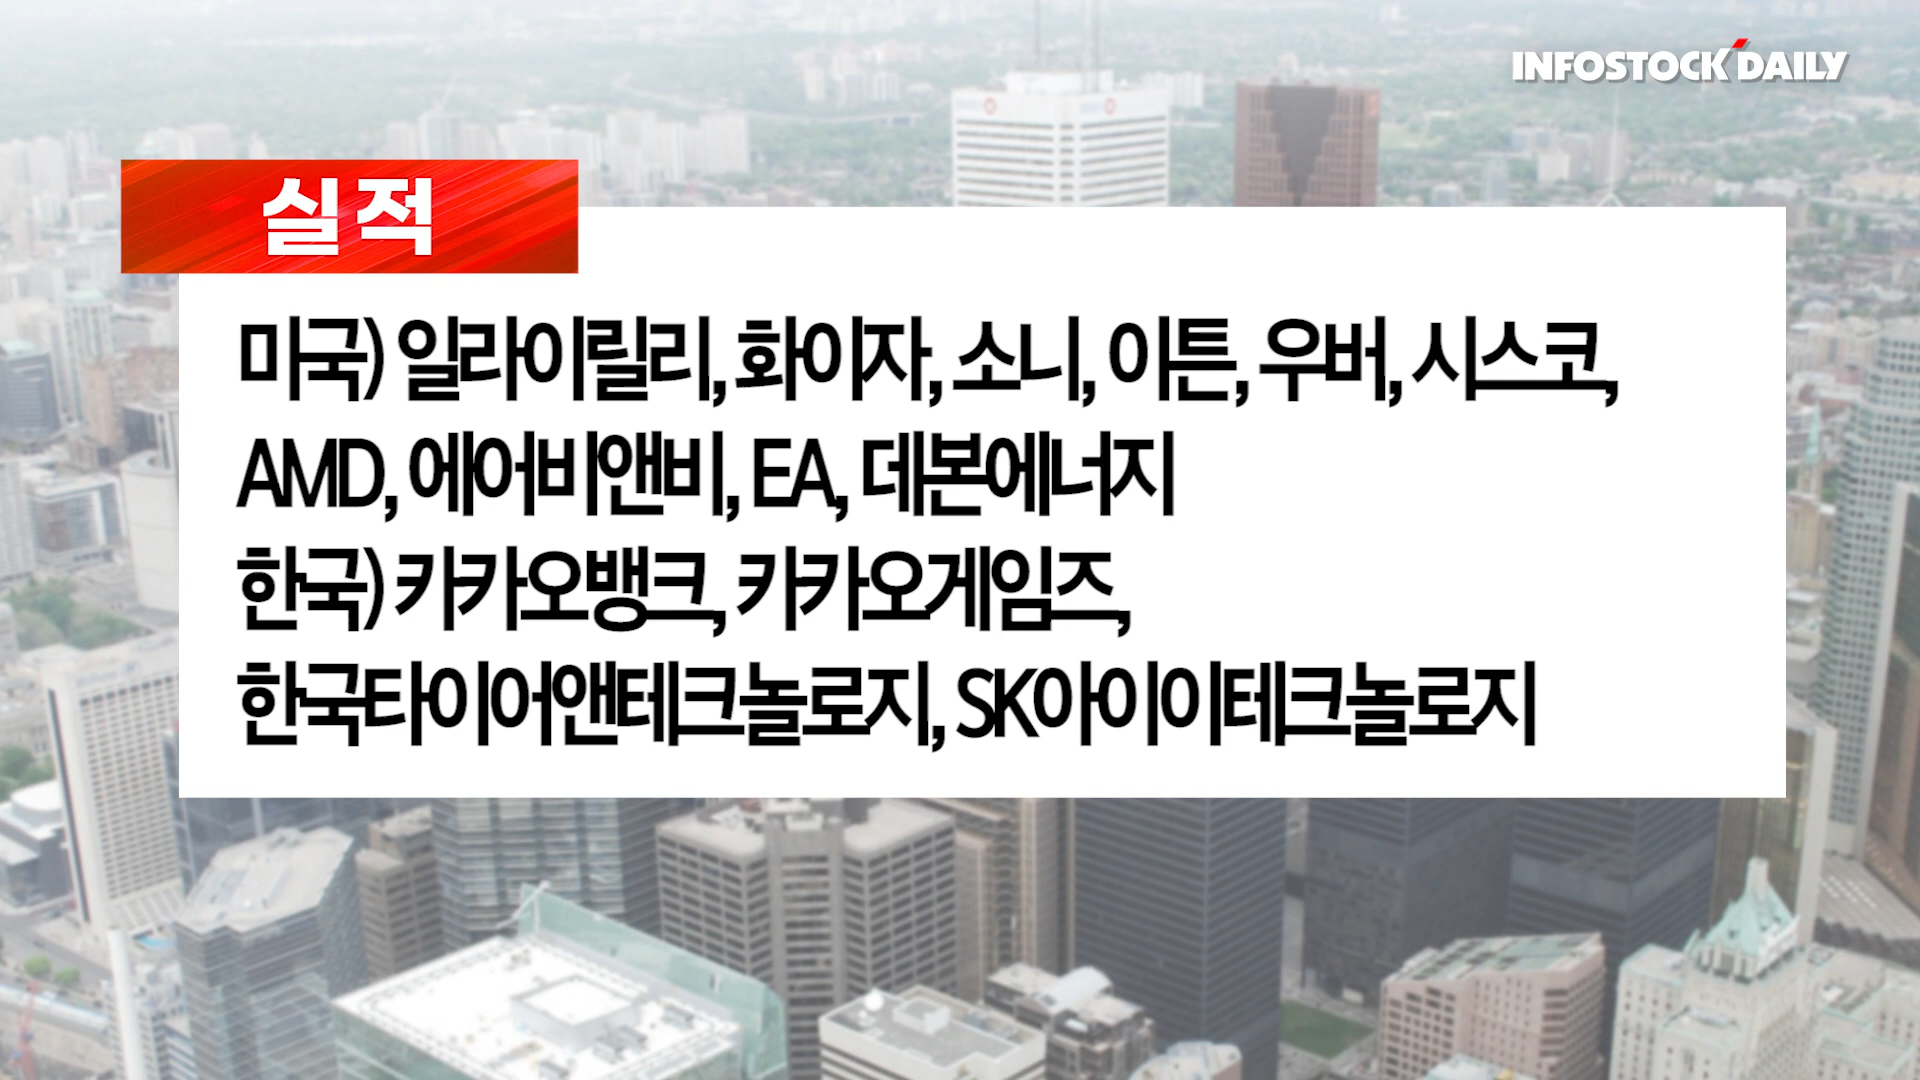 INFOSTOCK DAILY
실적
미국) 일라이릴리, 화이자, 소니, 이튼, 우버, 시스코,
AMD, 에어비앤비, EA, 데본에너지
한국) 카카오뱅크, 카카오게임즈,
한국타이어앤테크놀로지, SK아이이테크놀로지